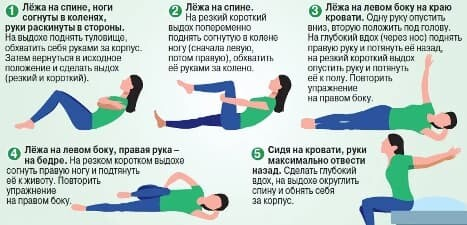 1 Лёжа на спине, ноги
согнуты в коленях,
руки раскинуты в стороны.
На выдохе поднять туловище,
обхватить себя руками за корпус.
Затем вернуться в исходное
положение и сделать выдох
(резкий и короткий).
2 Лёжа на спине.
На резкий короткий
выдох попеременно
поднять согнутую в колене
ногу (сначала левую,
потом правую), обхватить
её руками за колено.
3 Лёжа на левом боку на краю
кровати. Одну руку опустить
вниз, вторую положить под голову.
На глубокий вдох (через нос) поднять
правую руку и потянуть её назад,
на резкий короткий выдох
опустить руку и потянуть
её к полу. Повторить
упражнение
на правом боку.
4 Лёжа на левом боку, правая рука –
на бедре. На резком коротком выдохе
согнуть правую ногу и подтянуть
её к животу. Повторить
упражнение
на правом боку.
5 Сидя на кровати, руки
максимально отвести
назад. Сделать глубокий
вдох, на выдохе округлить
спину и обнять себя
за корпус.